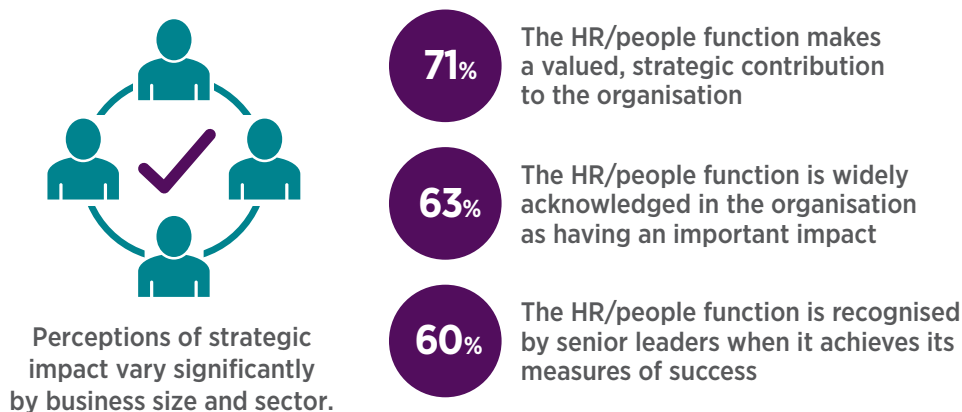 71%
The HR/people function makes
a valued, strategic contribution
to the organisation
63%
The HR/people function is widely
acknowledged in the organisation
as having an important impact
60%
The HR/people function is recognised
by senior leaders when it achieves its
measures of success
Perceptions of strategic
impact vary significantly
by business size and sector.